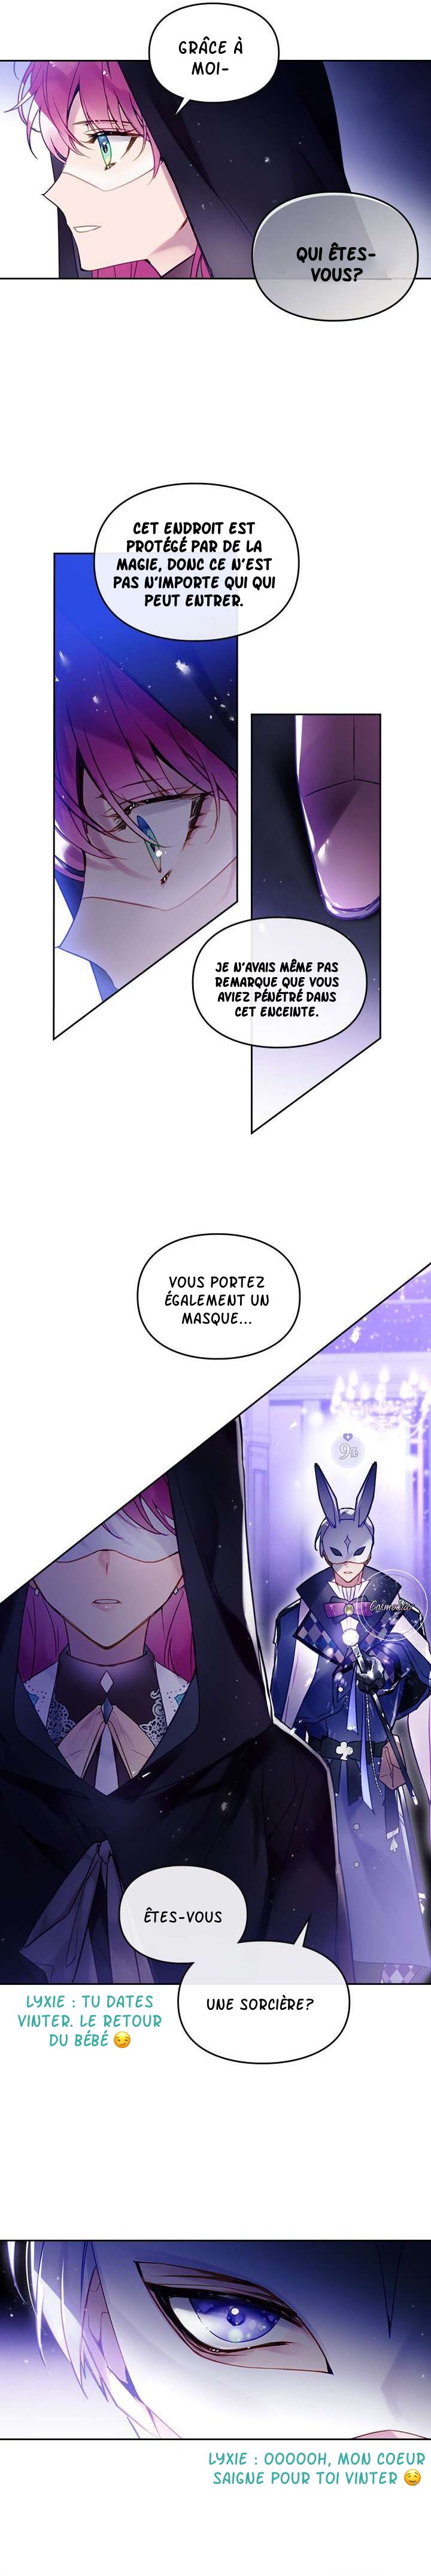 GRÂCE À
MOI-
QUI ÊTES-
VOUS?
CET ENDROIT EST
PROTÉGÉ PAR DE LA
MAGIE, DONC CE N'EST
PAS N'IMPORTE QUI QUI
PEUT ENTRER.
JE N'AVAIS MÊME PAS
REMARQUE QUE VOUS
AVIEZ PÉNÉTRÉ DANS
CET ENCEINTE.
VOUS PORTEZ
ÉGALEMENT UN
MASQUE...
9%
ÊTES-VOUS
UNE SORCIÈRE?
LYXIE : TU DATES
VINTER. LE RETOUR
DU BÉBÉ 😏
LYXIE : OOOOOH, MON COEUR
SAIGNE POUR TOI VINTER ☺️